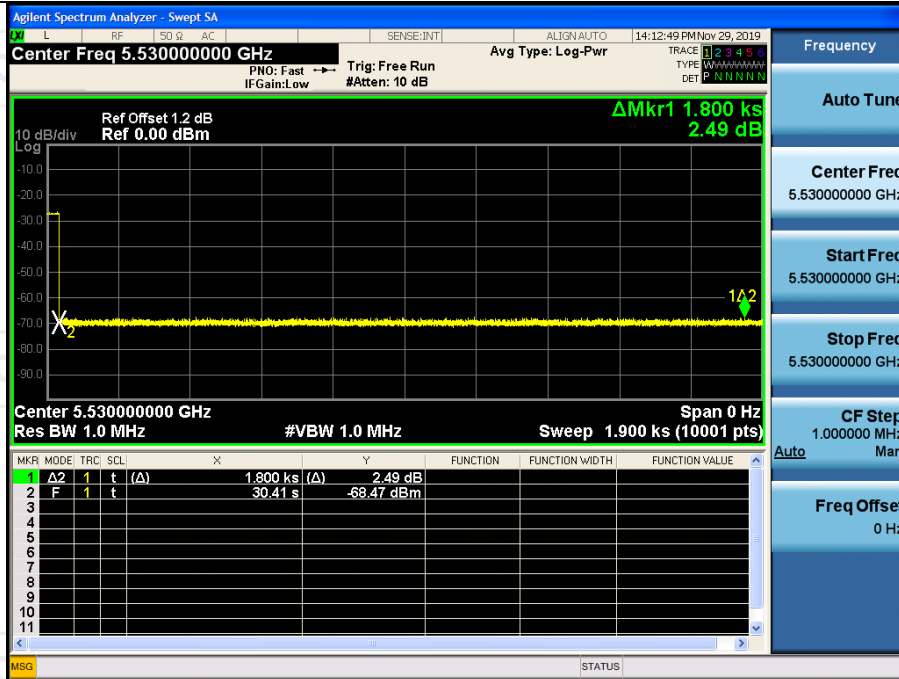 Agilent Spectrum Analyzer - Swept SA
LXI L RF 50 Ω AC SENSE:INT ALIGN AUTO 14:12:49 PM Nov 29, 2019
Center Freq 5.530000000 GHz Avg Type: Log-Pwr TRACE 1 2 3 4 5 6
PNO: Fast Trig: Free Run TYPE WWWWWW
IFGain:Low #Atten: 10 dB DET P N N N N N
Frequency
Auto Tune
Center Freq
5.530000000 GHz
Start Freq
5.530000000 GHz
Stop Freq
5.530000000 GHz
CF Step
1.000000 MHz
Auto Man
Freq Offset
0 Hz
Ref Offset 1.2 dB ΔMkr1 1.800 ks
10 dB/div Ref 0.00 dBm 2.49 dB
Log
-10.0
-20.0
-30.0
-40.0
-50.0
-60.0 1Δ2
-70.0 2
-80.0
-90.0
Center 5.530000000 GHz Span 0 Hz
Res BW 1.0 MHz #VBW 1.0 MHz Sweep 1.900 ks (10001 pts)
MKR MODE TRC SCL X Y FUNCTION FUNCTION WIDTH FUNCTION VALUE
1 Δ2 1 t (Δ) 1.800 ks (Δ) 2.49 dB
2 F 1 t 30.41 s -68.47 dBm
3
4
5
6
7
8
9
10
11
MSG STATUS